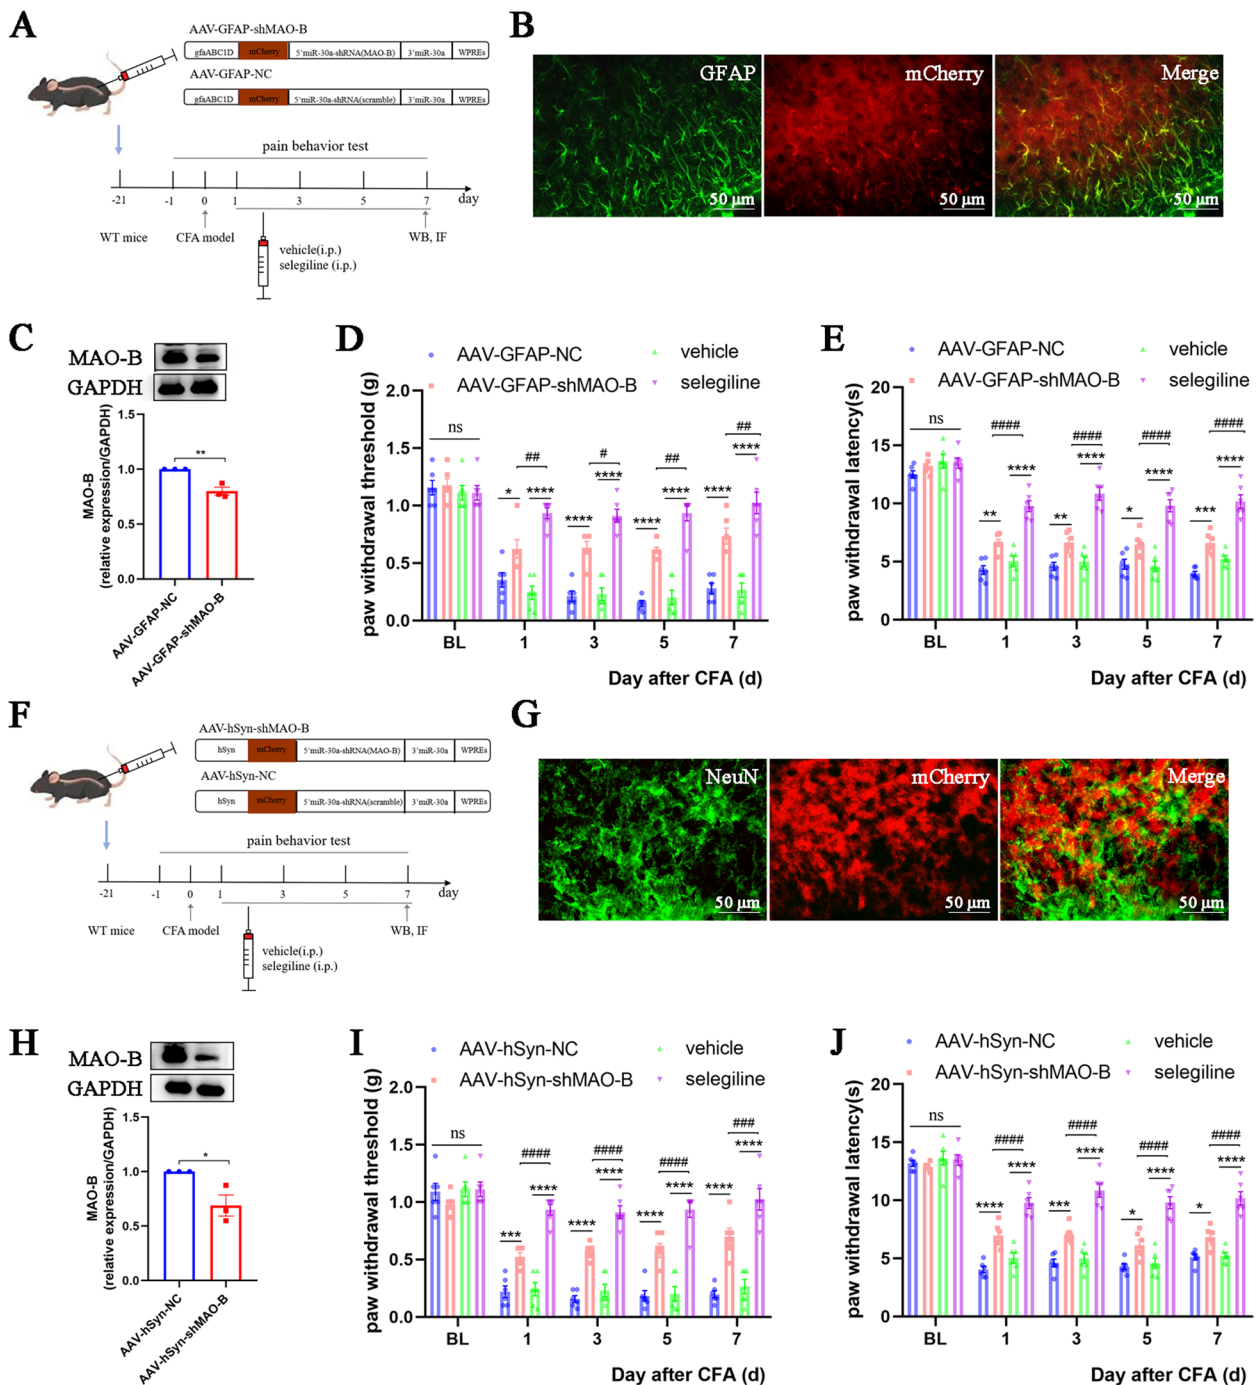 A
AAV-GFAP-shMAO-B
gfaABC1D mCherry 5'miR-30a-shRNA(MAO-B) 3'miR-30a WPREs
AAV-GFAP-NC
gfaABC1D mCherry 5'miR-30a-shRNA(scramble) 3'miR-30a WPREs
pain behavior test
-21 -1 0 1 3 5 7 day
WT mice CFA model WB, IF
vehicle(i.p.)
selegiline (i.p.)
B
GFAP mCherry Merge
50 μm 50 μm 50 μm
C
MAO-B
GAPDH
MAO-B
(relative expression/GAPDH)
1.5
1.0
0.5
0.0
**
AAV-GFAP-NC
AAV-GFAP-shMAO-B
D
AAV-GFAP-NC vehicle
AAV-GFAP-shMAO-B selegiline
paw withdrawal threshold (g)
2.0
1.5
1.0
0.5
0.0
ns
## # ## ##
* **** **** **** **** **** **** ****
BL 1 3 5 7
Day after CFA (d)
E
AAV-GFAP-NC vehicle
AAV-GFAP-shMAO-B selegiline
paw withdrawal latency(s)
20
15
10
5
0
ns
#### #### #### ####
** **** ** **** * **** *** ****
BL 1 3 5 7
Day after CFA (d)
F
AAV-hSyn-shMAO-B
hSyn mCherry 5'miR-30a-shRNA(MAO-B) 3'miR-30a WPREs
AAV-hSyn-NC
hSyn mCherry 5'miR-30a-shRNA(scramble) 3'miR-30a WPREs
pain behavior test
-21 -1 0 1 3 5 7 day
WT mice CFA model WB, IF
vehicle(i.p.)
selegiline (i.p.)
G
NeuN mCherry Merge
50 μm 50 μm 50 μm
H
MAO-B
GAPDH
MAO-B
(relative expression/GAPDH)
1.5
1.0
0.5
0.0
*
AAV-hSyn-NC
AAV-hSyn-shMAO-B
I
AAV-hSyn-NC vehicle
AAV-hSyn-shMAO-B selegiline
paw withdrawal threshold (g)
2.0
1.5
1.0
0.5
0.0
ns
#### #### #### ###
*** **** **** **** **** **** **** ****
BL 1 3 5 7
Day after CFA (d)
J
AAV-hSyn-NC vehicle
AAV-hSyn-shMAO-B selegiline
paw withdrawal latency(s)
20
15
10
5
0
ns
#### #### #### ####
**** **** *** **** * **** * ****
BL 1 3 5 7
Day after CFA (d)